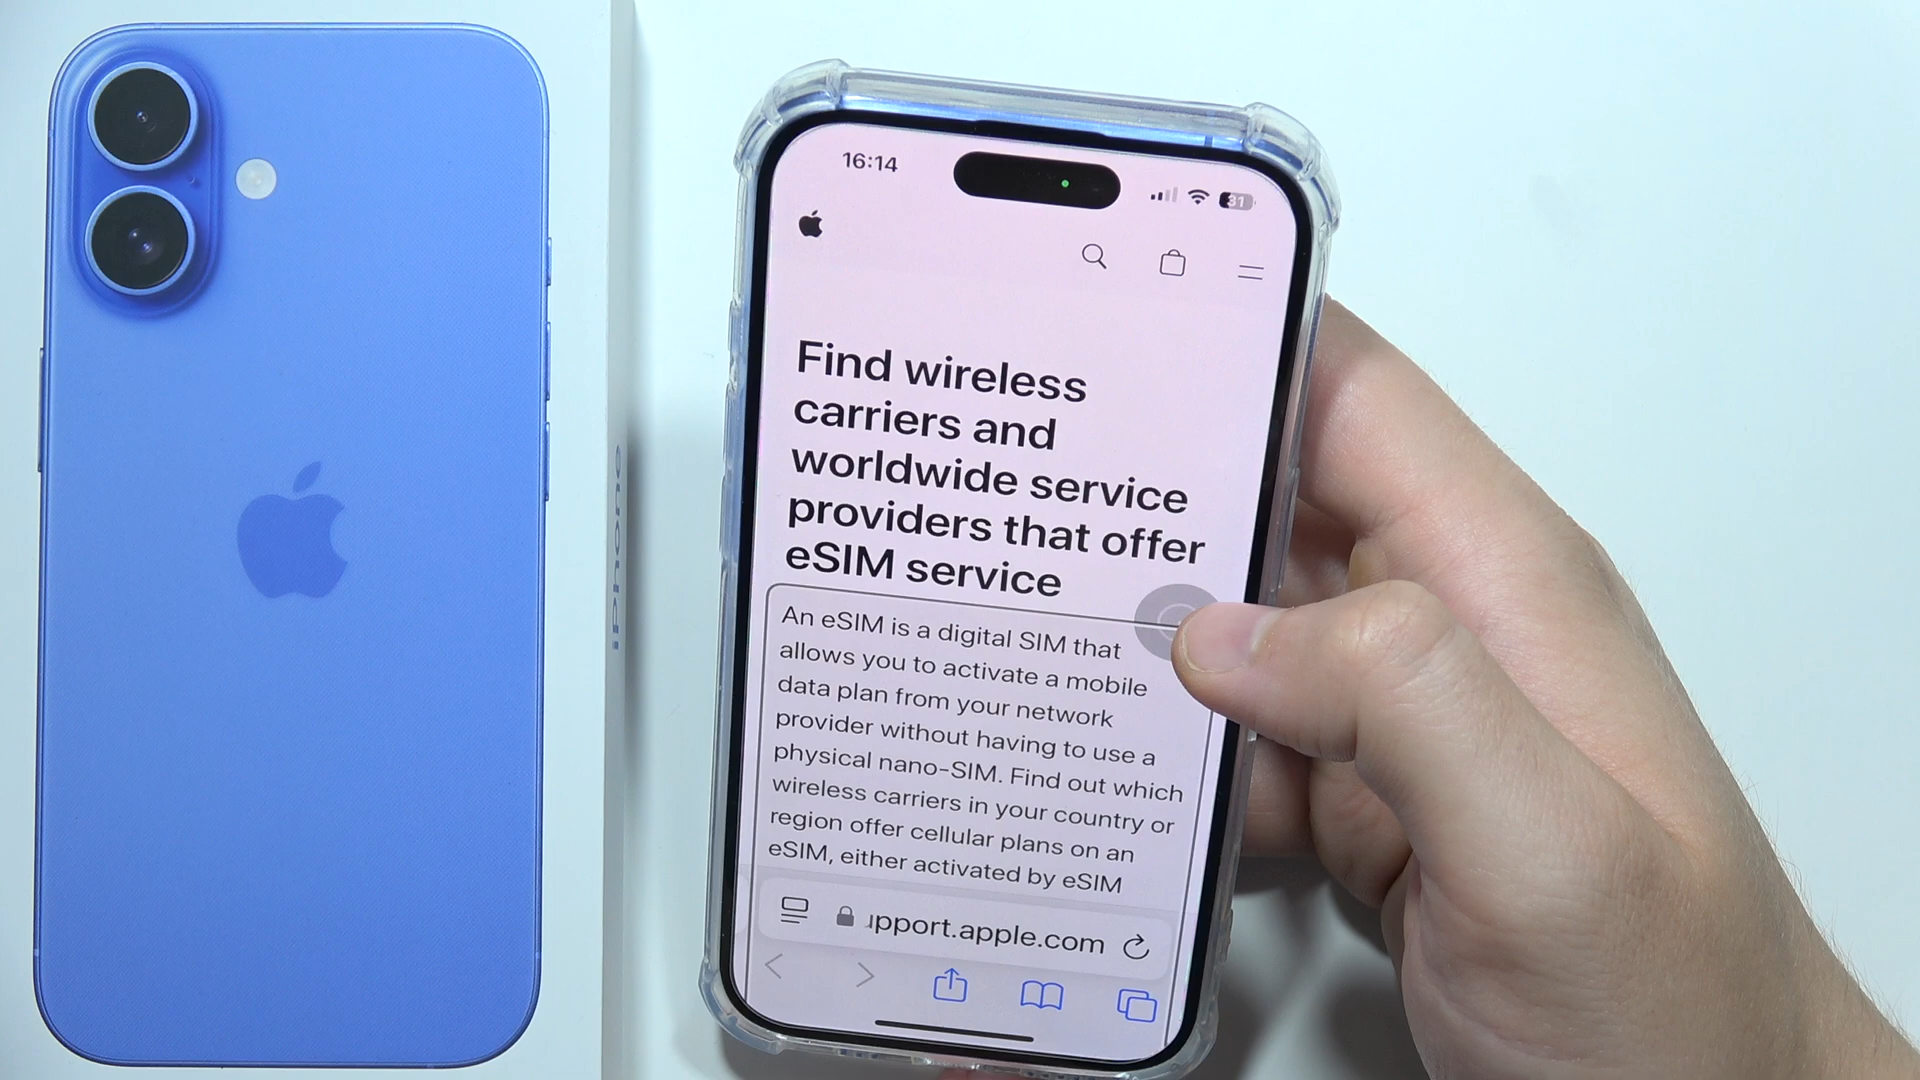 iPhone
16:14
31
Find wireless
carriers and
worldwide service
providers that offer
eSIM service
An eSIM is a digital SIM that
allows you to activate a mobile
data plan from your network
provider without having to use a
physical nano-SIM. Find out which
wireless carriers in your country or
region offer cellular plans on an
eSIM, either activated by eSIM
upport.apple.com